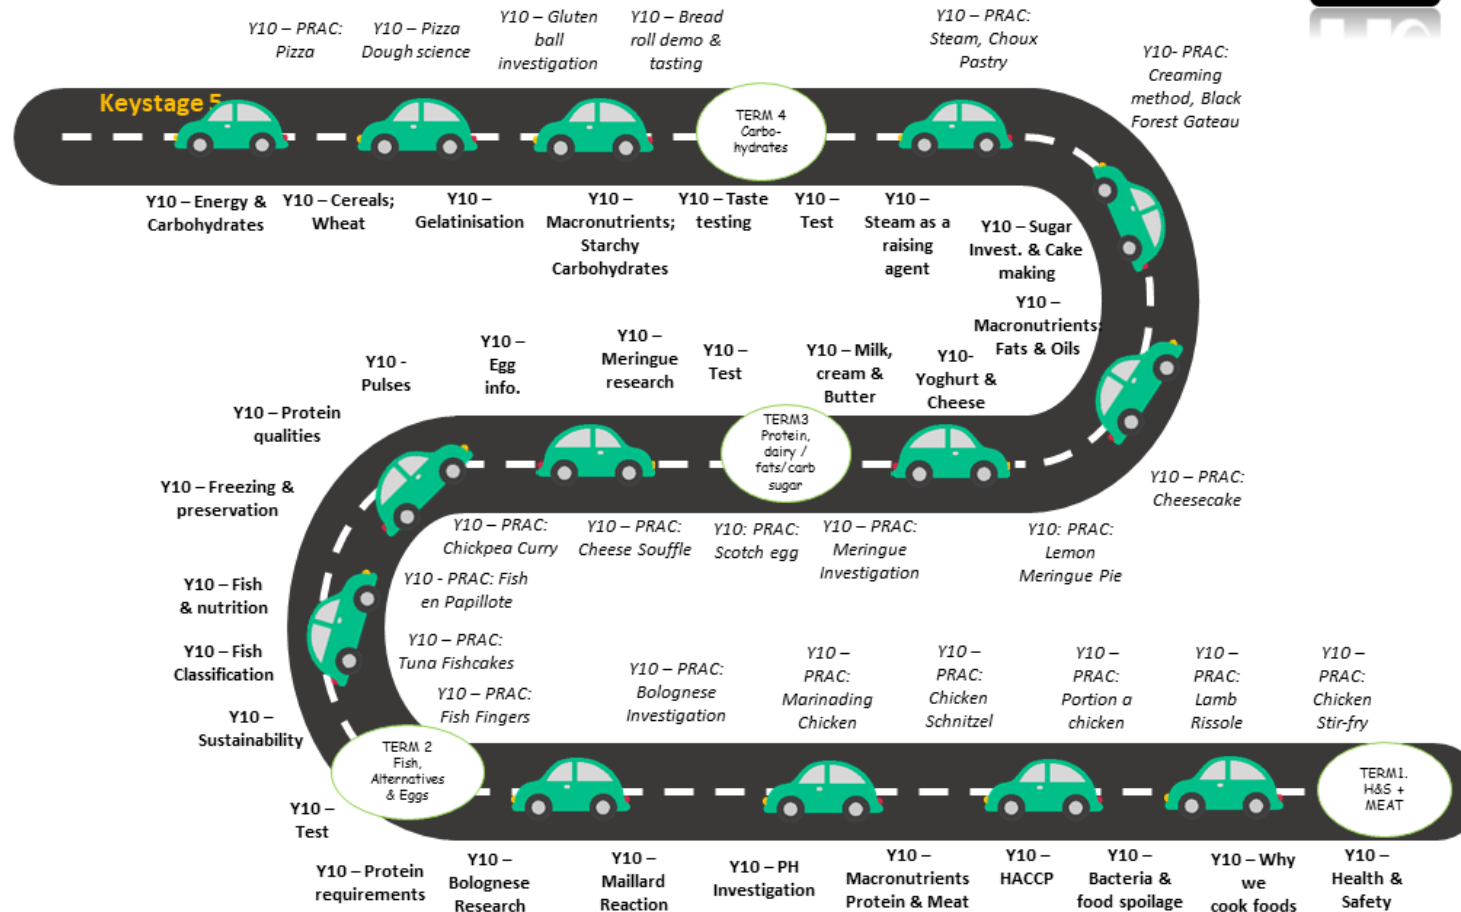 Y10 – PRAC:
Pizza
Y10 – Pizza
Dough science
Y10 – Gluten
ball
investigation
Y10 – Bread
roll demo &
tasting
Y10 – PRAC:
Steam, Choux
Pastry
Y10- PRAC:
Creaming
method, Black
Forest Gateau
Keystage 5
TERM 4
Carbo-
hydrates
Y10 – Energy &
Carbohydrates
Y10 – Cereals;
Wheat
Y10 –
Gelatinisation
Y10 –
Macronutrients;
Starchy
Carbohydrates
Y10 – Taste
testing
Y10 –
Test
Y10 –
Steam as a
raising
agent
Y10 – Sugar
Invest. & Cake
making
Y10 –
Macronutrients;
Fats & Oils
Y10 -
Pulses
Y10 –
Egg
info.
Y10 –
Meringue
research
Y10 –
Test
Y10 – Milk,
cream &
Butter
Y10-
Yoghurt &
Cheese
Y10 – Protein
qualities
TERM3
Protein,
dairy /
fats/carb
sugar
Y10 – Freezing &
preservation
Y10 – PRAC:
Cheesecake
Y10 – PRAC:
Chickpea Curry
Y10 – PRAC:
Cheese Souffle
Y10: PRAC:
Scotch egg
Y10 – PRAC:
Meringue
Investigation
Y10: PRAC:
Lemon
Meringue Pie
Y10 – Fish
& nutrition
Y10 - PRAC: Fish
en Papillote
Y10 – Fish
Classification
Y10 – PRAC:
Tuna Fishcakes
Y10 –
Sustainability
Y10 – PRAC:
Fish Fingers
Y10 – PRAC:
Bolognese
Investigation
Y10 –
PRAC:
Marinading
Chicken
Y10 –
PRAC:
Chicken
Schnitzel
Y10 –
PRAC:
Portion a
chicken
Y10 –
PRAC:
Lamb
Rissole
Y10 –
PRAC:
Chicken
Stir-fry
TERM 2
Fish,
Alternatives
& Eggs
TERM1.
H&S +
MEAT
Y10 –
Test
Y10 – Protein
requirements
Y10 –
Bolognese
Research
Y10 –
Maillard
Reaction
Y10 – PH
Investigation
Y10 –
Macronutrients
Protein & Meat
Y10 –
HACCP
Y10 –
Bacteria &
food spoilage
Y10 – Why
we
cook foods
Y10 –
Health &
Safety